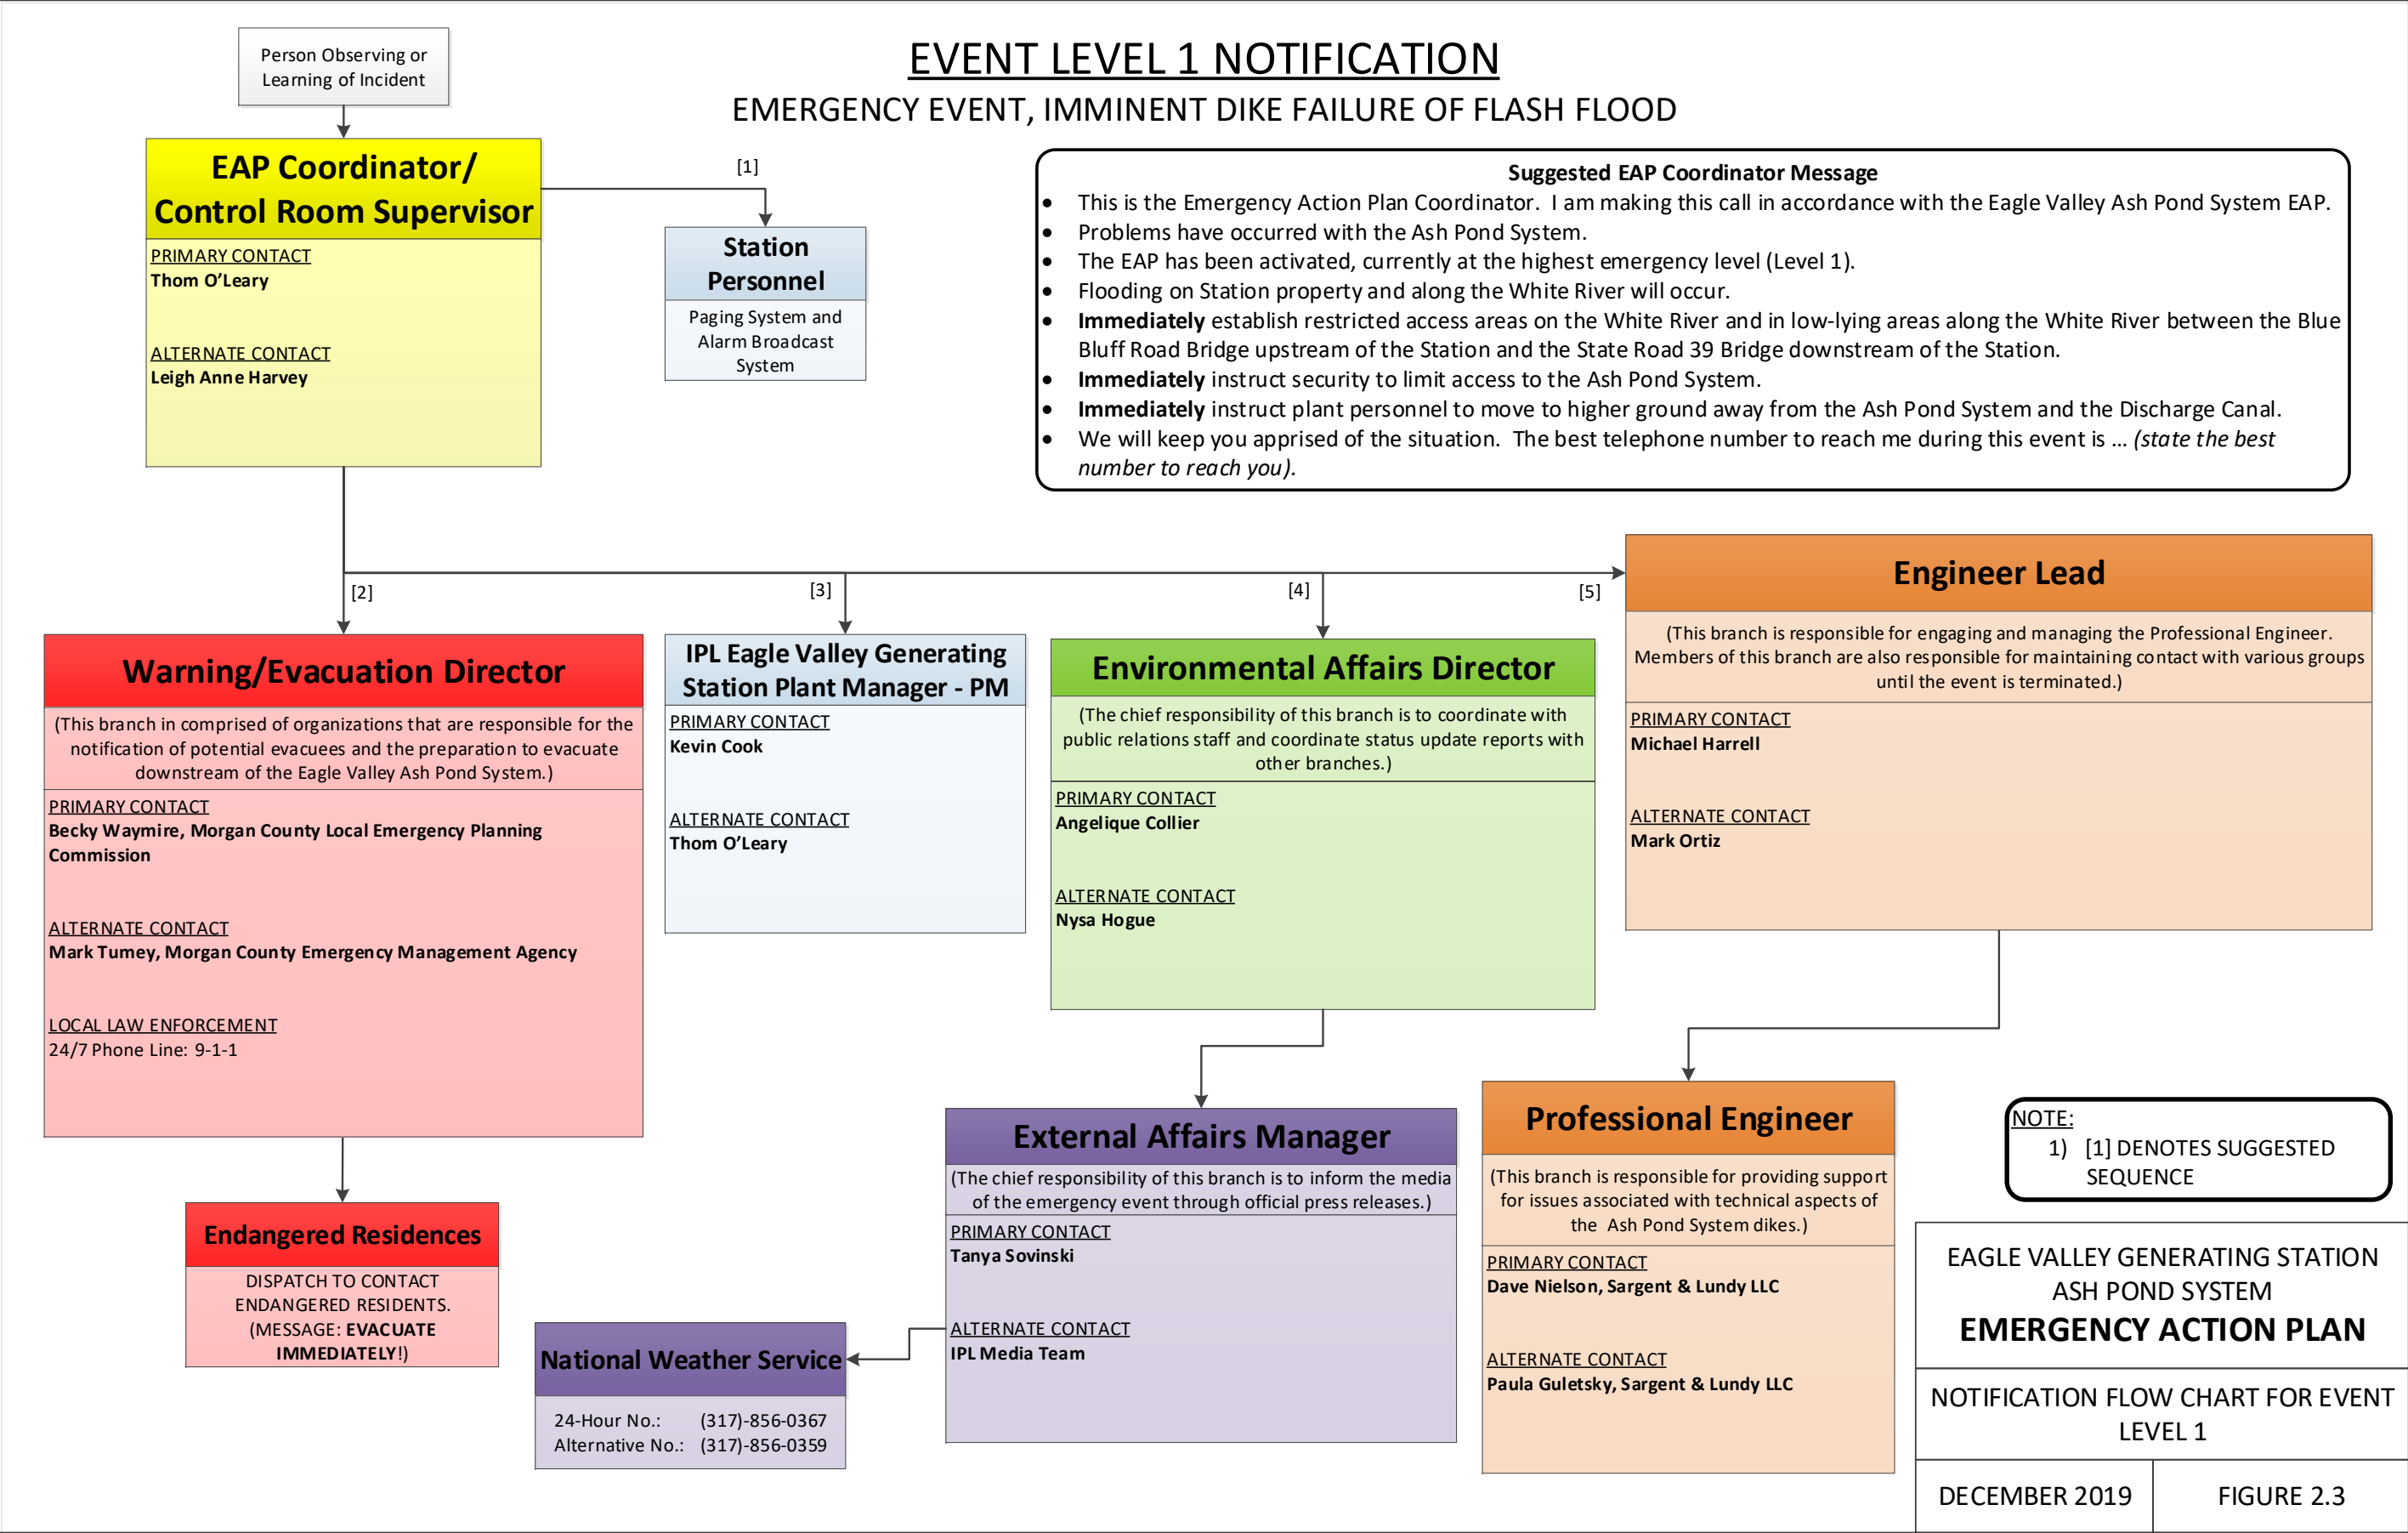 Person Observing or
Learning of Incident
EVENT LEVEL 1 NOTIFICATION
EMERGENCY EVENT, IMMINENT DIKE FAILURE OF FLASH FLOOD
EAP Coordinator/
Control Room Supervisor
PRIMARY CONTACT
Thom O’Leary
ALTERNATE CONTACT
Leigh Anne Harvey
[1]
Station
Personnel
Paging System and
Alarm Broadcast
System
Suggested EAP Coordinator Message
• This is the Emergency Action Plan Coordinator. I am making this call in accordance with the Eagle Valley Ash Pond System EAP.
• Problems have occurred with the Ash Pond System.
• The EAP has been activated, currently at the highest emergency level (Level 1).
• Flooding on Station property and along the White River will occur.
• Immediately establish restricted access areas on the White River and in low-lying areas along the White River between the Blue
Bluff Road Bridge upstream of the Station and the State Road 39 Bridge downstream of the Station.
• Immediately instruct security to limit access to the Ash Pond System.
• Immediately instruct plant personnel to move to higher ground away from the Ash Pond System and the Discharge Canal.
• We will keep you apprised of the situation. The best telephone number to reach me during this event is … (state the best
number to reach you).
[2]
[3]
[4]
[5]
Warning/Evacuation Director
(This branch in comprised of organizations that are responsible for the
notification of potential evacuees and the preparation to evacuate
downstream of the Eagle Valley Ash Pond System.)
PRIMARY CONTACT
Becky Waymire, Morgan County Local Emergency Planning
Commission
ALTERNATE CONTACT
Mark Tumey, Morgan County Emergency Management Agency
LOCAL LAW ENFORCEMENT
24/7 Phone Line: 9-1-1
IPL Eagle Valley Generating
Station Plant Manager - PM
PRIMARY CONTACT
Kevin Cook
ALTERNATE CONTACT
Thom O’Leary
Environmental Affairs Director
(The chief responsibility of this branch is to coordinate with
public relations staff and coordinate status update reports with
other branches.)
PRIMARY CONTACT
Angelique Collier
ALTERNATE CONTACT
Nysa Hogue
Engineer Lead
(This branch is responsible for engaging and managing the Professional Engineer.
Members of this branch are also responsible for maintaining contact with various groups
until the event is terminated.)
PRIMARY CONTACT
Michael Harrell
ALTERNATE CONTACT
Mark Ortiz
Endangered Residences
DISPATCH TO CONTACT
ENDANGERED RESIDENTS.
(MESSAGE: EVACUATE
IMMEDIATELY!)
National Weather Service
24-Hour No.: (317)-856-0367
Alternative No.: (317)-856-0359
External Affairs Manager
(The chief responsibility of this branch is to inform the media
of the emergency event through official press releases.)
PRIMARY CONTACT
Tanya Sovinski
ALTERNATE CONTACT
IPL Media Team
Professional Engineer
(This branch is responsible for providing support
for issues associated with technical aspects of
the Ash Pond System dikes.)
PRIMARY CONTACT
Dave Nielson, Sargent & Lundy LLC
ALTERNATE CONTACT
Paula Guletsky, Sargent & Lundy LLC
NOTE:
1) [1] DENOTES SUGGESTED
SEQUENCE
EAGLE VALLEY GENERATING STATION
ASH POND SYSTEM
EMERGENCY ACTION PLAN
NOTIFICATION FLOW CHART FOR EVENT
LEVEL 1
DECEMBER 2019
FIGURE 2.3